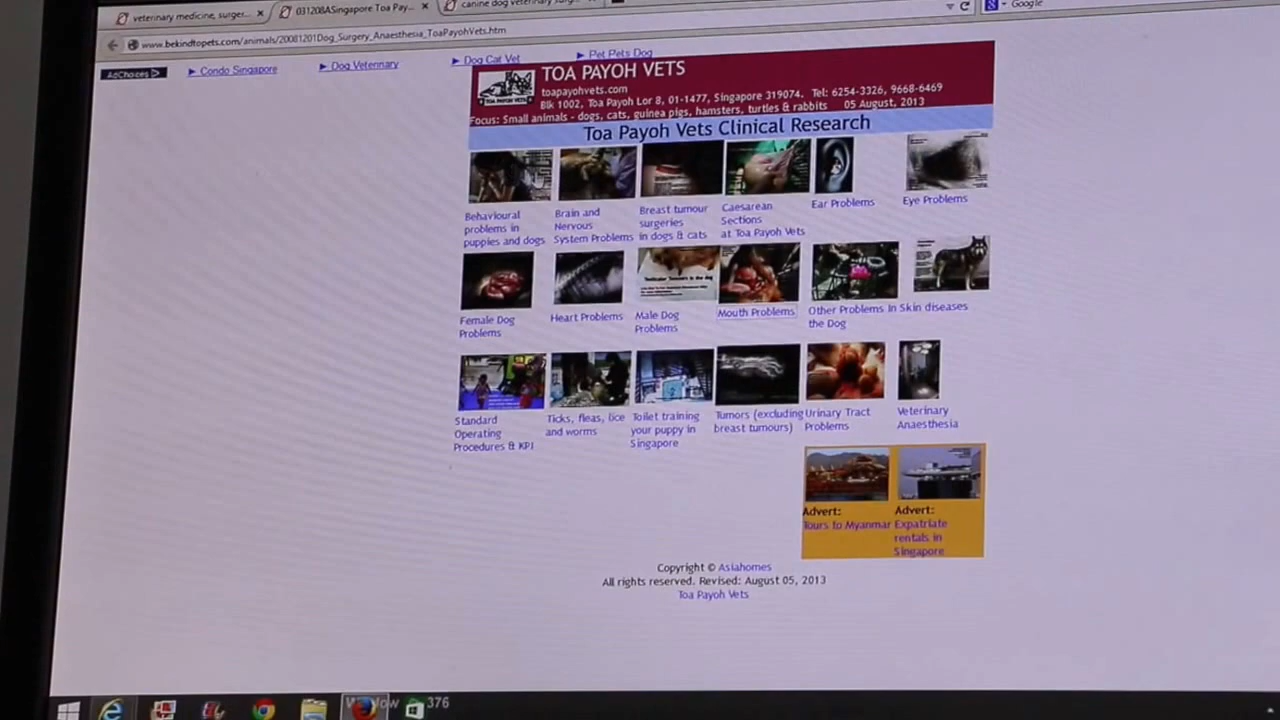 veterinary medicine, surger...
031208ASingapore Toa Pay...
canine dog veterinary surg...
www.bekindtopets.com/animals/20081201Dog_Surgery_Anaesthesia_ToaPayohVets.htm
Google
AdChoices
► Condo Singapore
► Dog Veterinary
► Dog Cat Vet
► Pet Pets Dog
TOA PAYOH VETS
toapayohvets.com
Blk 1002, Toa Payoh Lor 8, 01-1477, Singapore 319074. Tel: 6254-3326, 9668-6469
Focus: Small animals - dogs, cats, guinea pigs, hamsters, turtles & rabbits 05 August, 2013
TOA PAYOH VETS
Toa Payoh Vets Clinical Research
Behavioural
problems in
puppies and dogs
Brain and
Nervous
System Problems
Breast tumour
surgeries
in dogs & cats
Caesarean
Sections
at Toa Payoh Vets
Ear Problems
Eye Problems
Female Dog
Problems
Heart Problems
Male Dog
Problems
Mouth Problems
Other Problems In
the Dog
Skin diseases
Standard
Operating
Procedures & KPI
Ticks, fleas, lice
and worms
Toilet training
your puppy in
Singapore
Tumors (excluding
breast tumours)
Urinary Tract
Problems
Veterinary
Anaesthesia
Advert:
Tours to Myanmar
Advert:
Expatriate
rentals in
Singapore
Copyright © Asiahomes
All rights reserved. Revised: August 05, 2013
Toa Payoh Vets
376